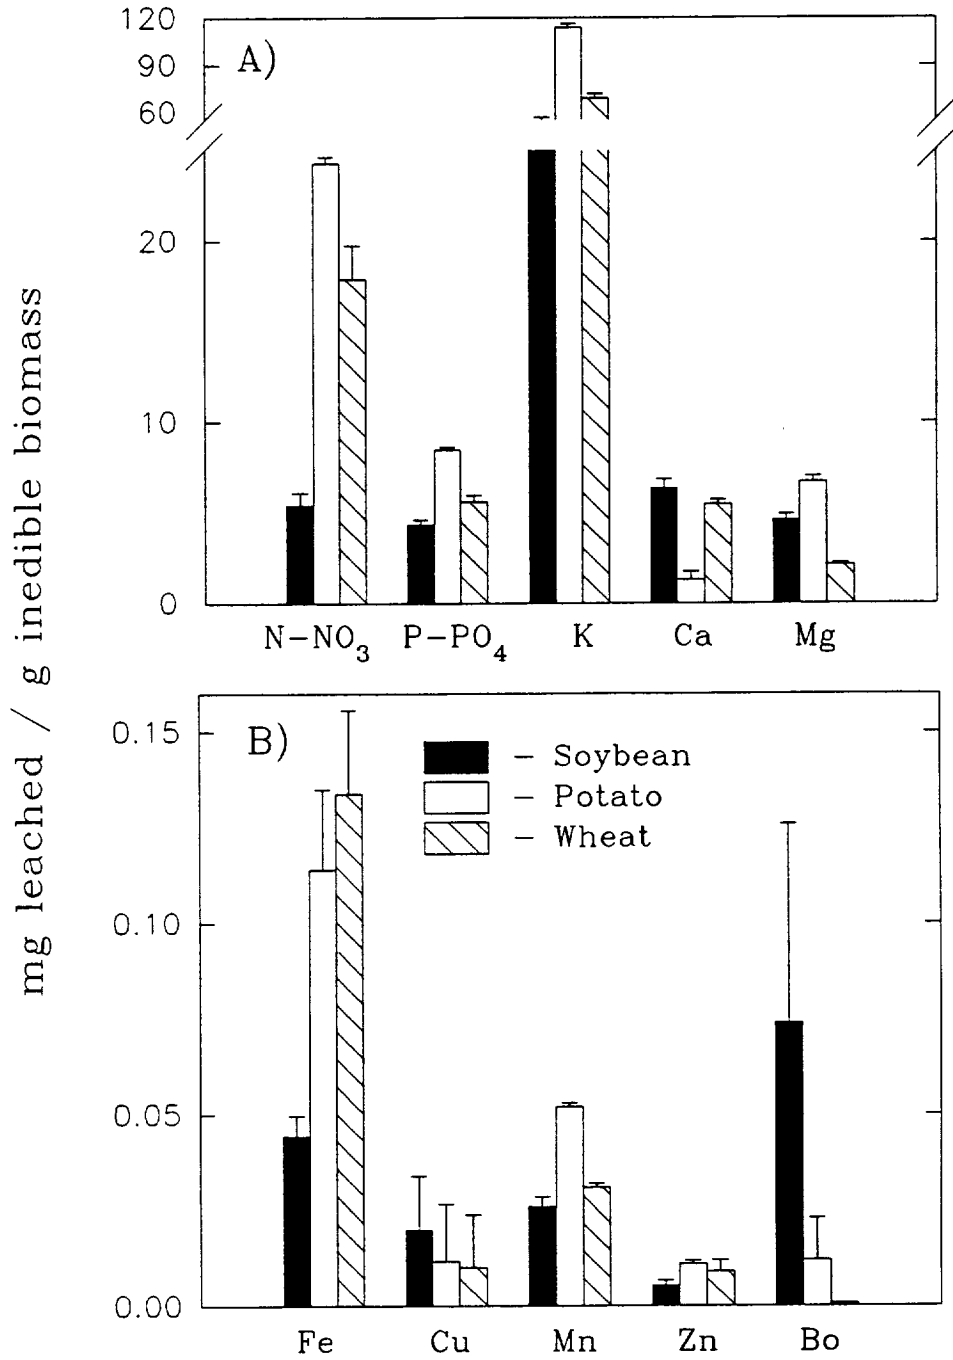 mg leached / g inedible biomass
A)
120
90
60
20
10
0
N-NO3 P-PO4 K Ca Mg
B)
0.15
0.10
0.05
0.00
- Soybean
- Potato
- Wheat
Fe Cu Mn Zn Bo